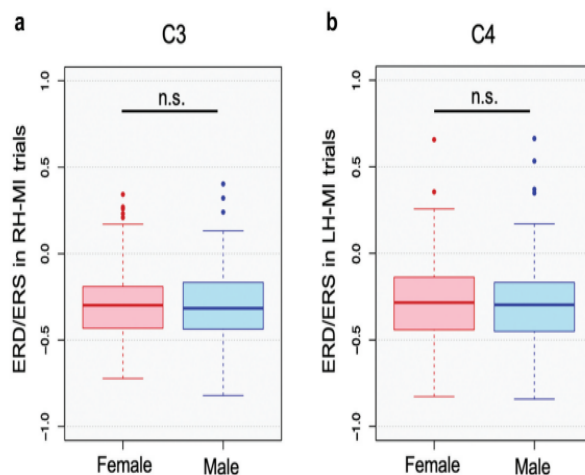 a
C3
ERD/ERS in RH-MI trials
1.0
0.5
0.0
−0.5
−1.0
n.s.
Female
Male
b
C4
ERD/ERS in LH-MI trials
1.0
0.5
0.0
−0.5
−1.0
n.s.
Female
Male